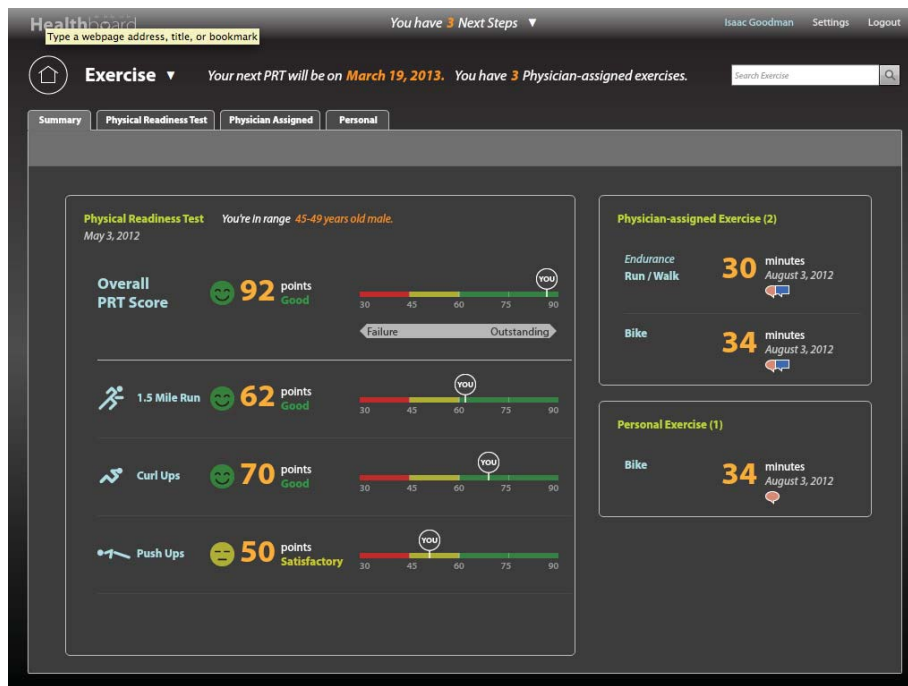 Healthboard
Type a webpage address, title, or bookmark
You have 3 Next Steps ▼
Isaac Goodman Settings Logout
Exercise ▼
Your next PRT will be on March 19, 2013. You have 3 Physician-assigned exercises.
Search Exercise
Summary Physical Readiness Test Physician Assigned Personal
Physical Readiness Test You're In range 45-49 years old male.
May 3, 2012
Overall
PRT Score
92 points
Good
YOU
30 45 60 75 90
Failure Outstanding
1.5 Mile Run
62 points
Good
YOU
30 45 60 75 90
Curl Ups
70 points
Good
YOU
30 45 60 75 90
Push Ups
50 points
Satisfactory
YOU
30 45 60 75 90
Physician-assigned Exercise (2)
Endurance
Run / Walk
30 minutes
August 3, 2012
Bike
34 minutes
August 3, 2012
Personal Exercise (1)
Bike
34 minutes
August 3, 2012